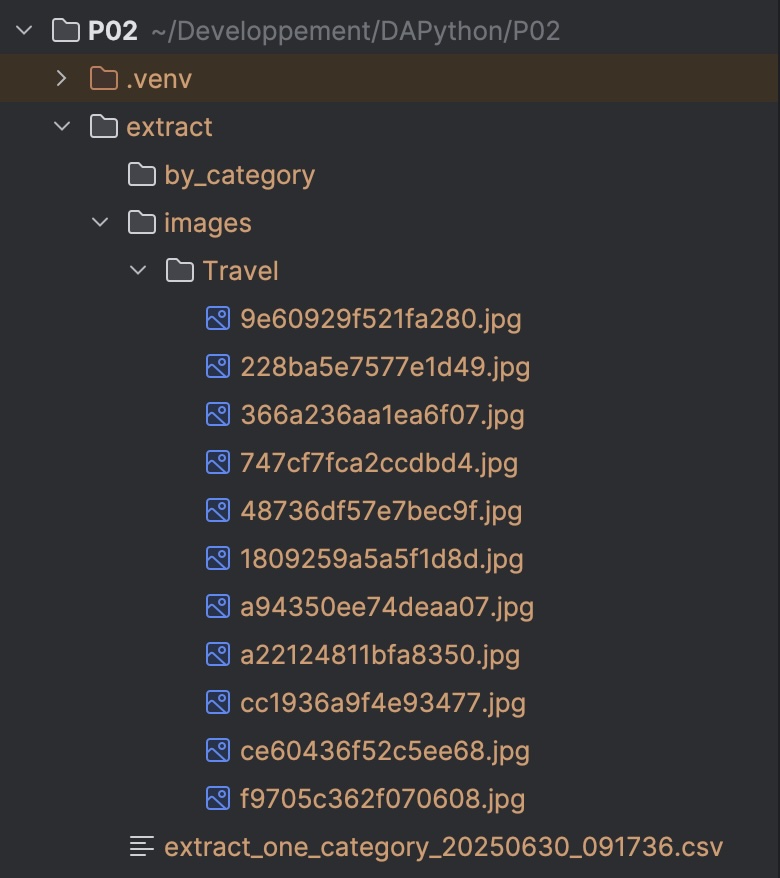 P02 ~/Developpement/DAPython/P02
.venv
extract
by_category
images
Travel
9e60929f521fa280.jpg
228ba5e7577e1d49.jpg
366a236aa1ea6f07.jpg
747cf7fca2ccdbd4.jpg
48736df57e7bec9f.jpg
1809259a5a5f1d8d.jpg
a94350ee74deaa07.jpg
a22124811bfa8350.jpg
cc1936a9f4e93477.jpg
ce60436f52c5ee68.jpg
f9705c362f070608.jpg
extract_one_category_20250630_091736.csv